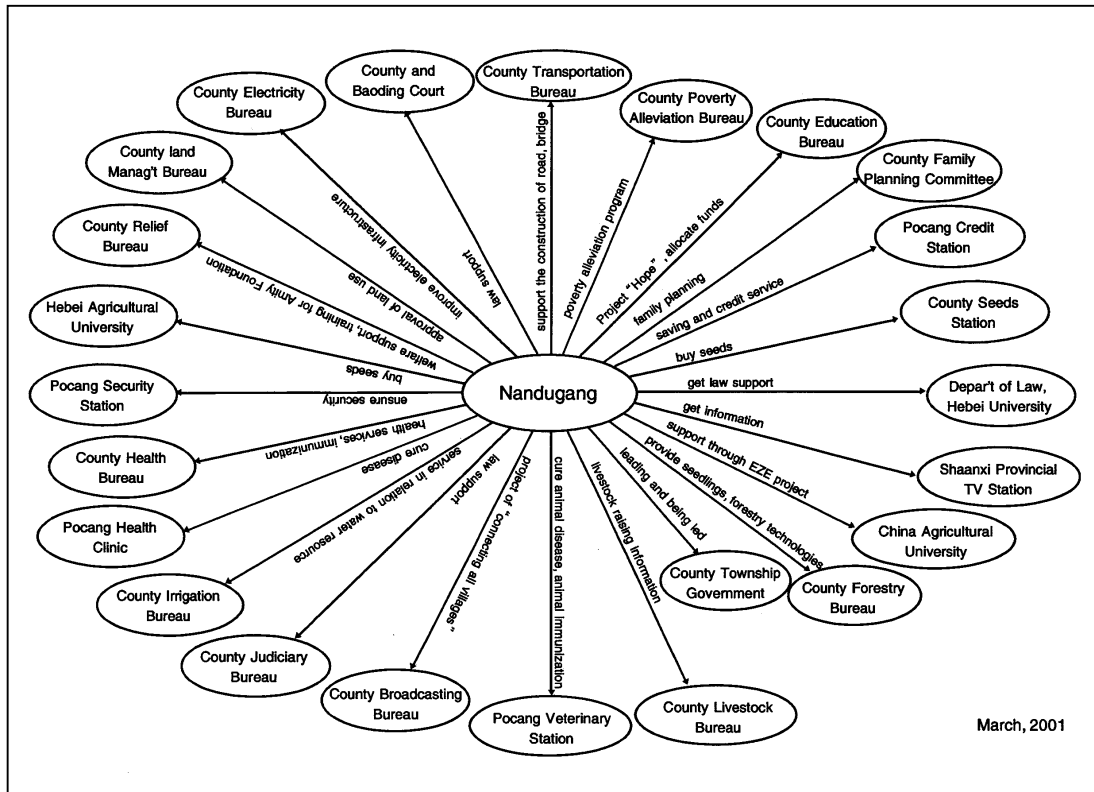 County Transportation
Bureau
support the construction of road, bridge
County Poverty
Alleviation Bureau
poverty alleviation program
County Education
Bureau
Project "Hope", allocate funds
County Family
Planning Committee
family planning
Pocang Credit
Station
saving and credit service
County Seeds
Station
buy seeds
Depar't of Law,
Hebei University
get law support
Shaanxi Provincial
TV Station
get information
China Agricultural
University
support through EZE project
County Forestry
Bureau
provide seedlings, forestry technologies
County Township
Government
leading and being led
County Livestock
Bureau
livestock raising information
Pocang Veterinary
Station
cure animal disease, animal immunization
County Broadcasting
Bureau
project of "connecting all villages"
County Judiciary
Bureau
law support
County Irrigation
Bureau
service in relation to water resource
Pocang Health
Clinic
cure disease
County Health
Bureau
health services, immunization
Pocang Security
Station
ensure security
Hebei Agricultural
University
buy seeds
County Relief
Bureau
welfare support, training for Amity Foundation
County land
Manag't Bureau
approval of land use
County Electricity
Bureau
improve electricity infrastructure
County and
Baoding Court
law support
Nandugang
March, 2001